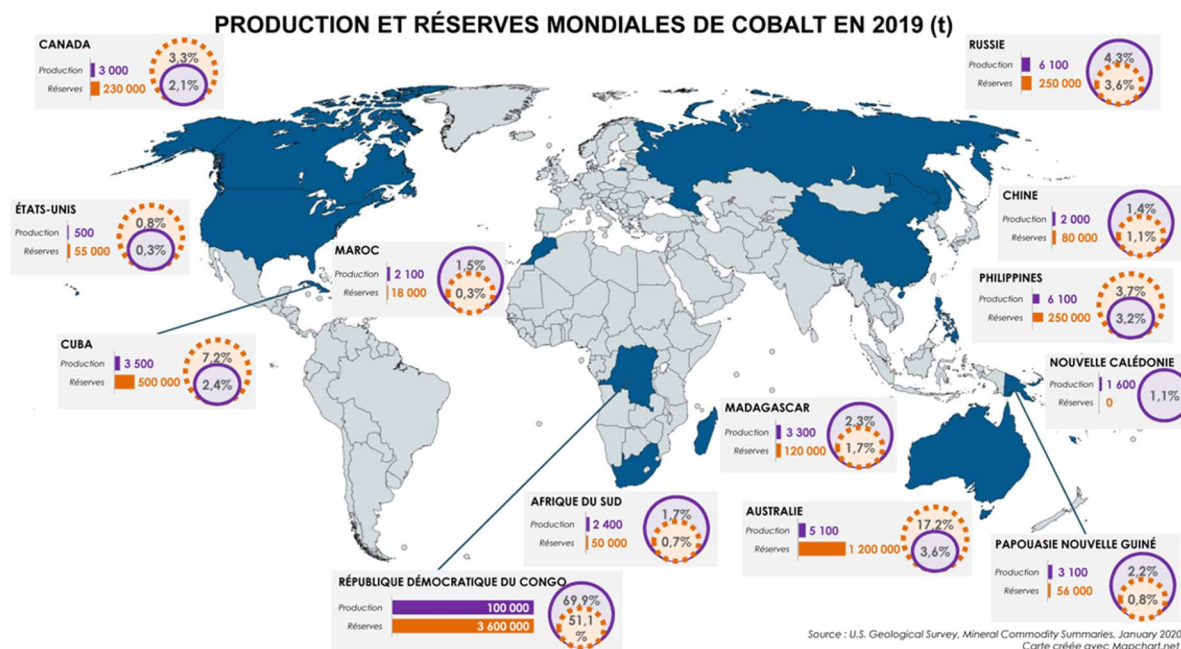 PRODUCTION ET RÉSERVES MONDIALES DE COBALT EN 2019 (t)
CANADA
Production 3 000
Réserves 230 000
3,3%
2,1%
RUSSIE
Production 6 100
Réserves 250 000
4,3%
3,6%
ÉTATS-UNIS
Production 500
Réserves 55 000
0,8%
0,3%
MAROC
Production 2 100
Réserves 18 000
1,5%
0,3%
CHINE
Production 2 000
Réserves 80 000
1,4%
1,1%
PHILIPPINES
Production 6 100
Réserves 250 000
3,7%
3,2%
CUBA
Production 3 500
Réserves 500 000
7,2%
2,4%
NOUVELLE CALÉDONIE
Production 1 600
Réserves 0
1,1%
MADAGASCAR
Production 3 300
Réserves 120 000
2,3%
1,7%
AFRIQUE DU SUD
Production 2 400
Réserves 50 000
1,7%
0,7%
AUSTRALIE
Production 5 100
Réserves 1 200 000
17,2%
3,6%
PAPOUASIE NOUVELLE GUINÉ
Production 3 100
Réserves 56 000
2,2%
0,8%
RÉPUBLIQUE DÉMOCRATIQUE DU CONGO
Production 100 000
Réserves 3 600 000
69,9%
51,1
%
Source : U.S. Geological Survey, Mineral Commodity Summaries, January 2020
Carte créée avec Mapchart.net